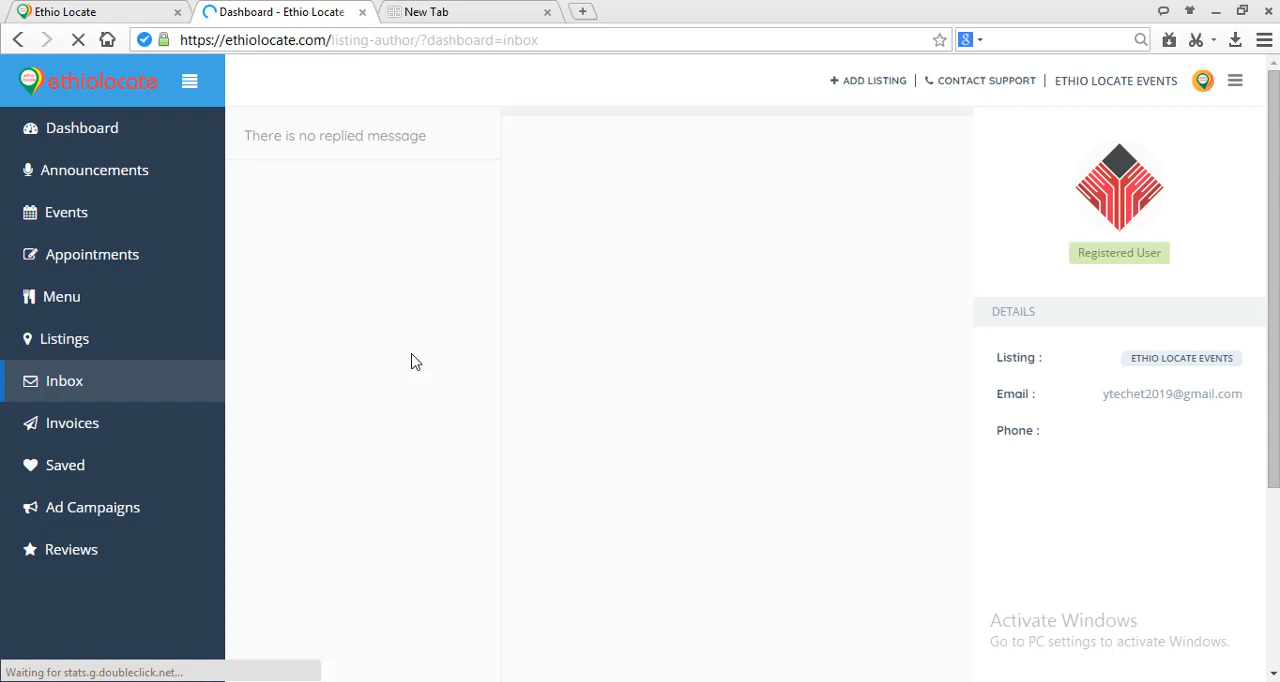 Ethio Locate
Dashboard - Ethio Locate
New Tab
https://ethiolocate.com/listing-author/?dashboard=inbox
ethiolocate
ADD LISTING
CONTACT SUPPORT
ETHIO LOCATE EVENTS
Dashboard
Announcements
Events
Appointments
Menu
Listings
Inbox
Invoices
Saved
Ad Campaigns
Reviews
There is no replied message
Registered User
DETAILS
Listing : ETHIO LOCATE EVENTS
Email : ytechet2019@gmail.com
Phone :
Activate Windows
Go to PC settings to activate Windows.
Waiting for stats.g.doubleclick.net...